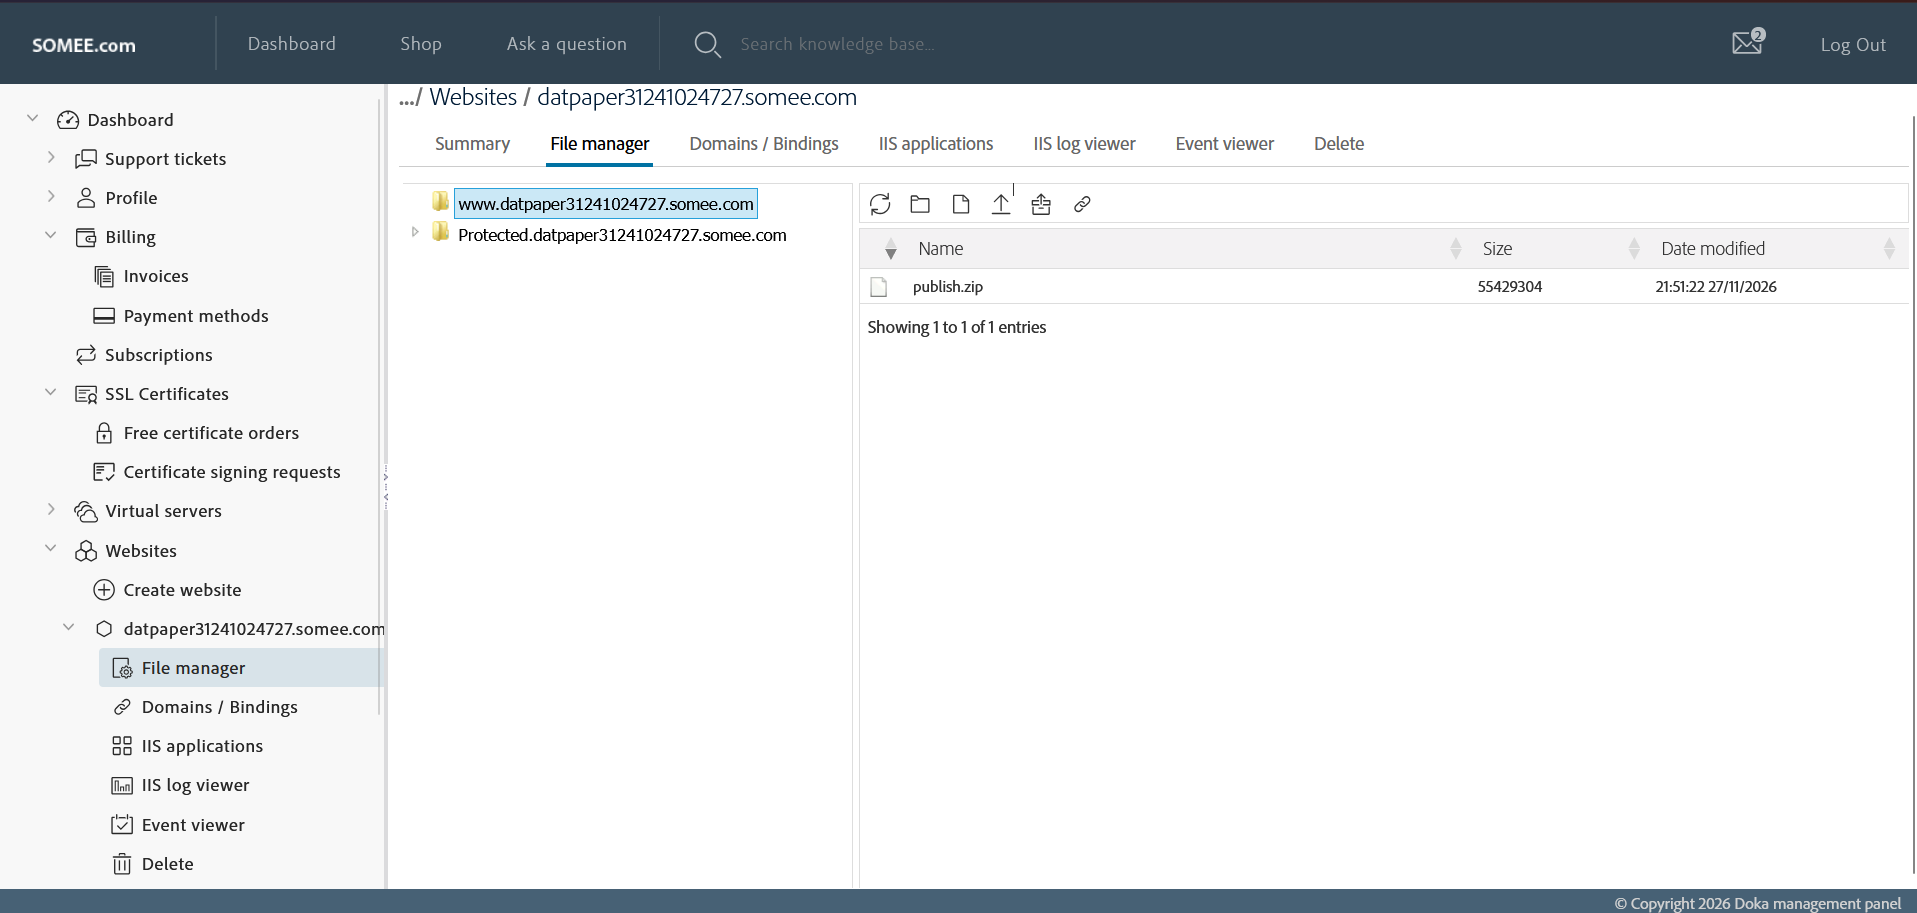 SOMEE.com
Dashboard
Shop
Ask a question
Search knowledge base...
2
Log Out
Dashboard
Support tickets
Profile
Billing
Invoices
Payment methods
Subscriptions
SSL Certificates
Free certificate orders
Certificate signing requests
Virtual servers
Websites
Create website
datpaper31241024727.somee.com
File manager
Domains / Bindings
IIS applications
IIS log viewer
Event viewer
Delete
.../ Websites / datpaper31241024727.somee.com
Summary
File manager
Domains / Bindings
IIS applications
IIS log viewer
Event viewer
Delete
www.datpaper31241024727.somee.com
Protected.datpaper31241024727.somee.com
Name
Size
Date modified
publish.zip
55429304
21:51:22 27/11/2026
Showing 1 to 1 of 1 entries
© Copyright 2026 Doka management panel